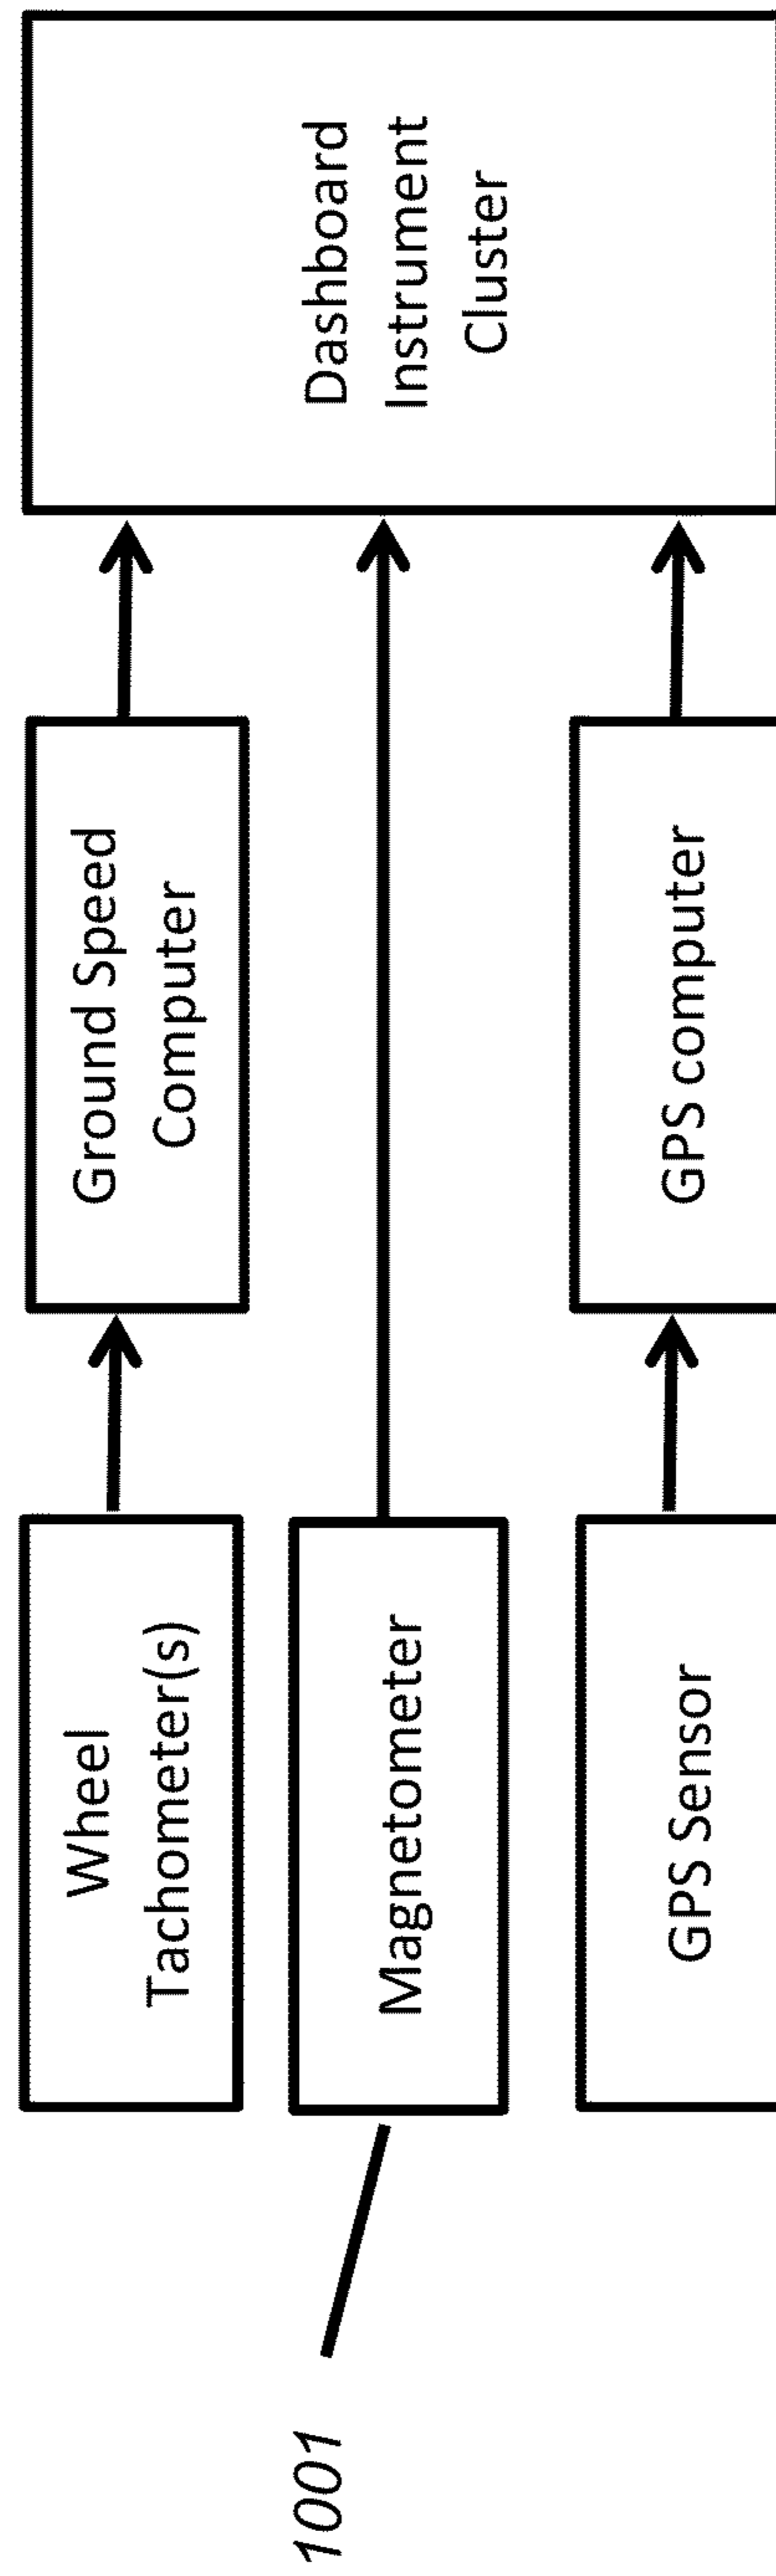 Wheel
Tachometer(s)
Ground Speed
Computer
Magnetometer
Dashboard
Instrument
Cluster
GPS Sensor
GPS computer
1001